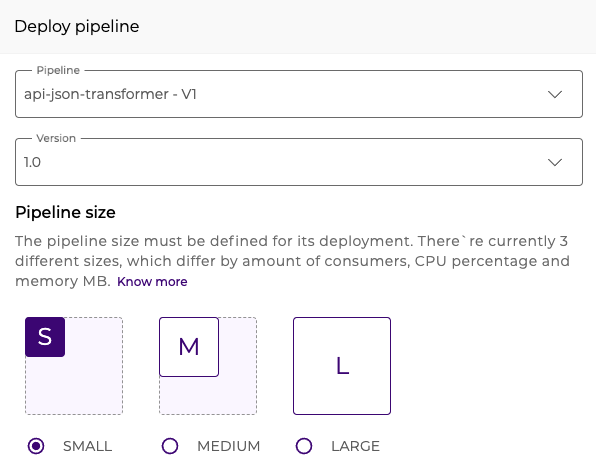 Deploy pipeline
Pipeline
api-json-transformer - V1
Version
1.0
Pipeline size
The pipeline size must be defined for its deployment. There`re currently 3
different sizes, which differ by amount of consumers, CPU percentage and
memory MB. Know more
S M L
SMALL MEDIUM LARGE